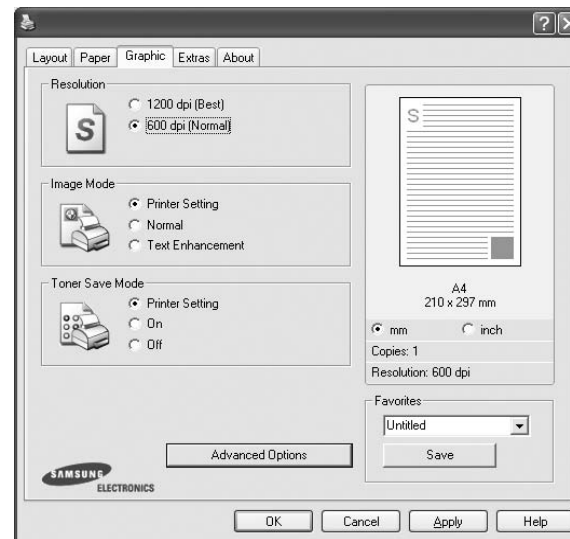 Layout Paper Graphic Extras About
Resolution
1200 dpi (Best)
600 dpi (Normal)
S
Image Mode
Printer Setting
Normal
Text Enhancement
Toner Save Mode
Printer Setting
On
Off
S
A4
210 x 297 mm
mm inch
Copies: 1
Resolution: 600 dpi
Favorites
Untitled
Save
Advanced Options
SAMSUNG
ELECTRONICS
OK Cancel Apply Help